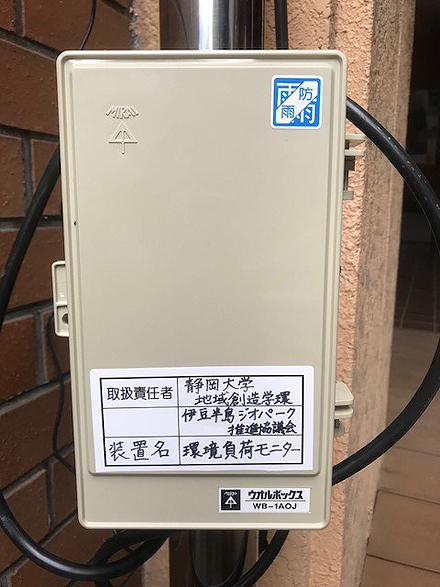 MIRAI
防雨
雨
取扱責任者
静岡大学
地域創造学環
伊豆半島ジオパーク
推進協議会
装置名
環境負荷モニター
MIRAI
ウオルボックス
WB-1AOJ